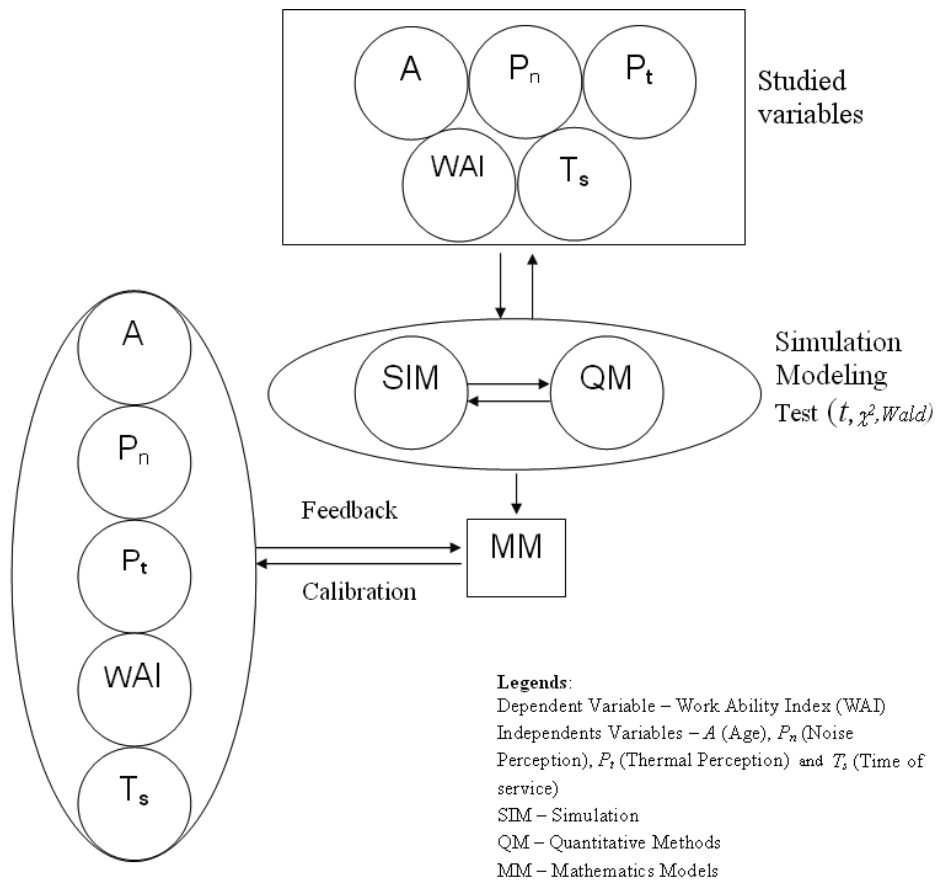 A
Pn
Pt
WAI
Ts
Studied
variables
SIM
QM
Simulation
Modeling
Test (t, χ², Wald)
A
Pn
Pt
wAI
Ts
Feedback
Calibration
MM
Legends:
Dependent Variable – Work Ability Index (WAI)
Independents Variables – A (Age), Pn (Noise
Perception), Pt (Thermal Perception) and Ts (Time of
service)
SIM – Simulation
QM – Quantitative Methods
MM – Mathematics Models